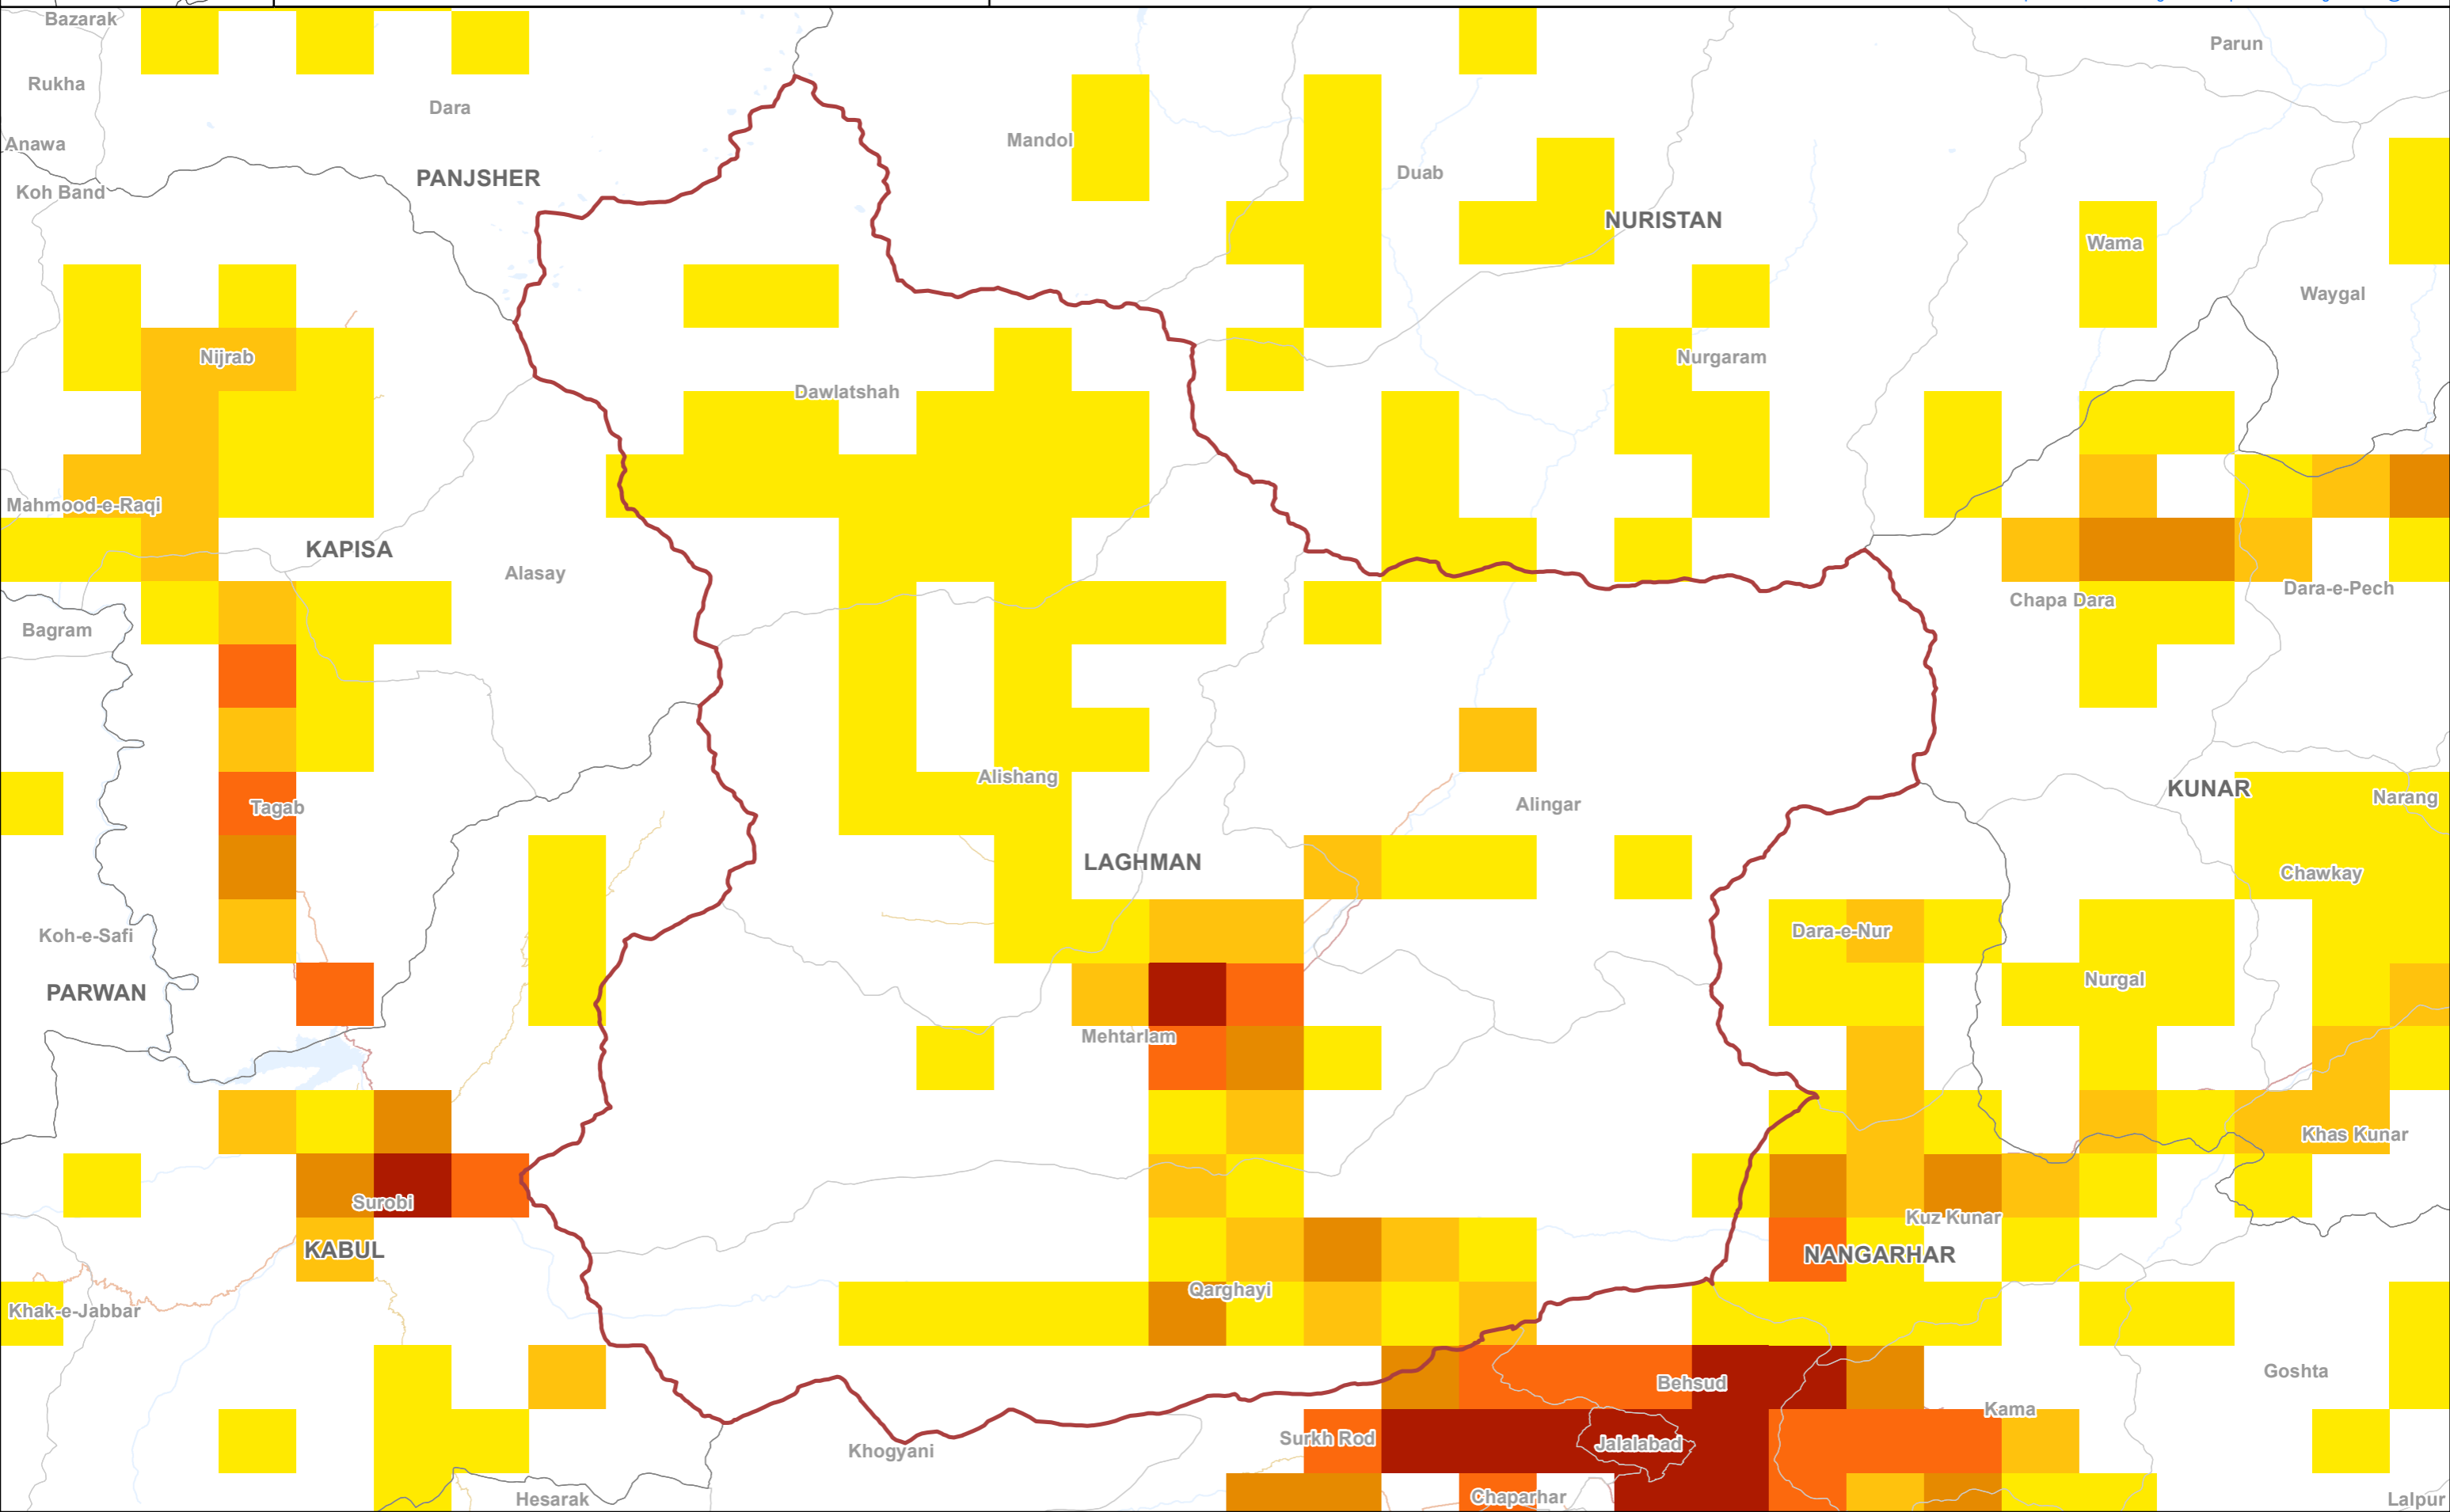 Bazarak
Parun
Rukha
Dara
Mandol
Anawa
Duab
PANJSHER
Koh Band
NURISTAN
Wama
Waygal
Nijrab
Nurgaram
Dawlatshah
Mahmood-e-Raqi
KAPISA
Alasay
Dara-e-Pech
Chapa Dara
Bagram
Alishang
KUNAR
Narang
Tagab
Alingar
LAGHMAN
Chawkay
Dara-e-Nur
Koh-e-Safi
Nurgal
PARWAN
Mehtarlam
Khas Kunar
Surobi
Kuz Kunar
KABUL
NANGARHAR
Qarghayi
Khak-e-Jabbar
Goshta
Behsud
Kama
Surkh Rod
Jalalabad
Khogyani
Chaparhar
Hesarak
Lalpur